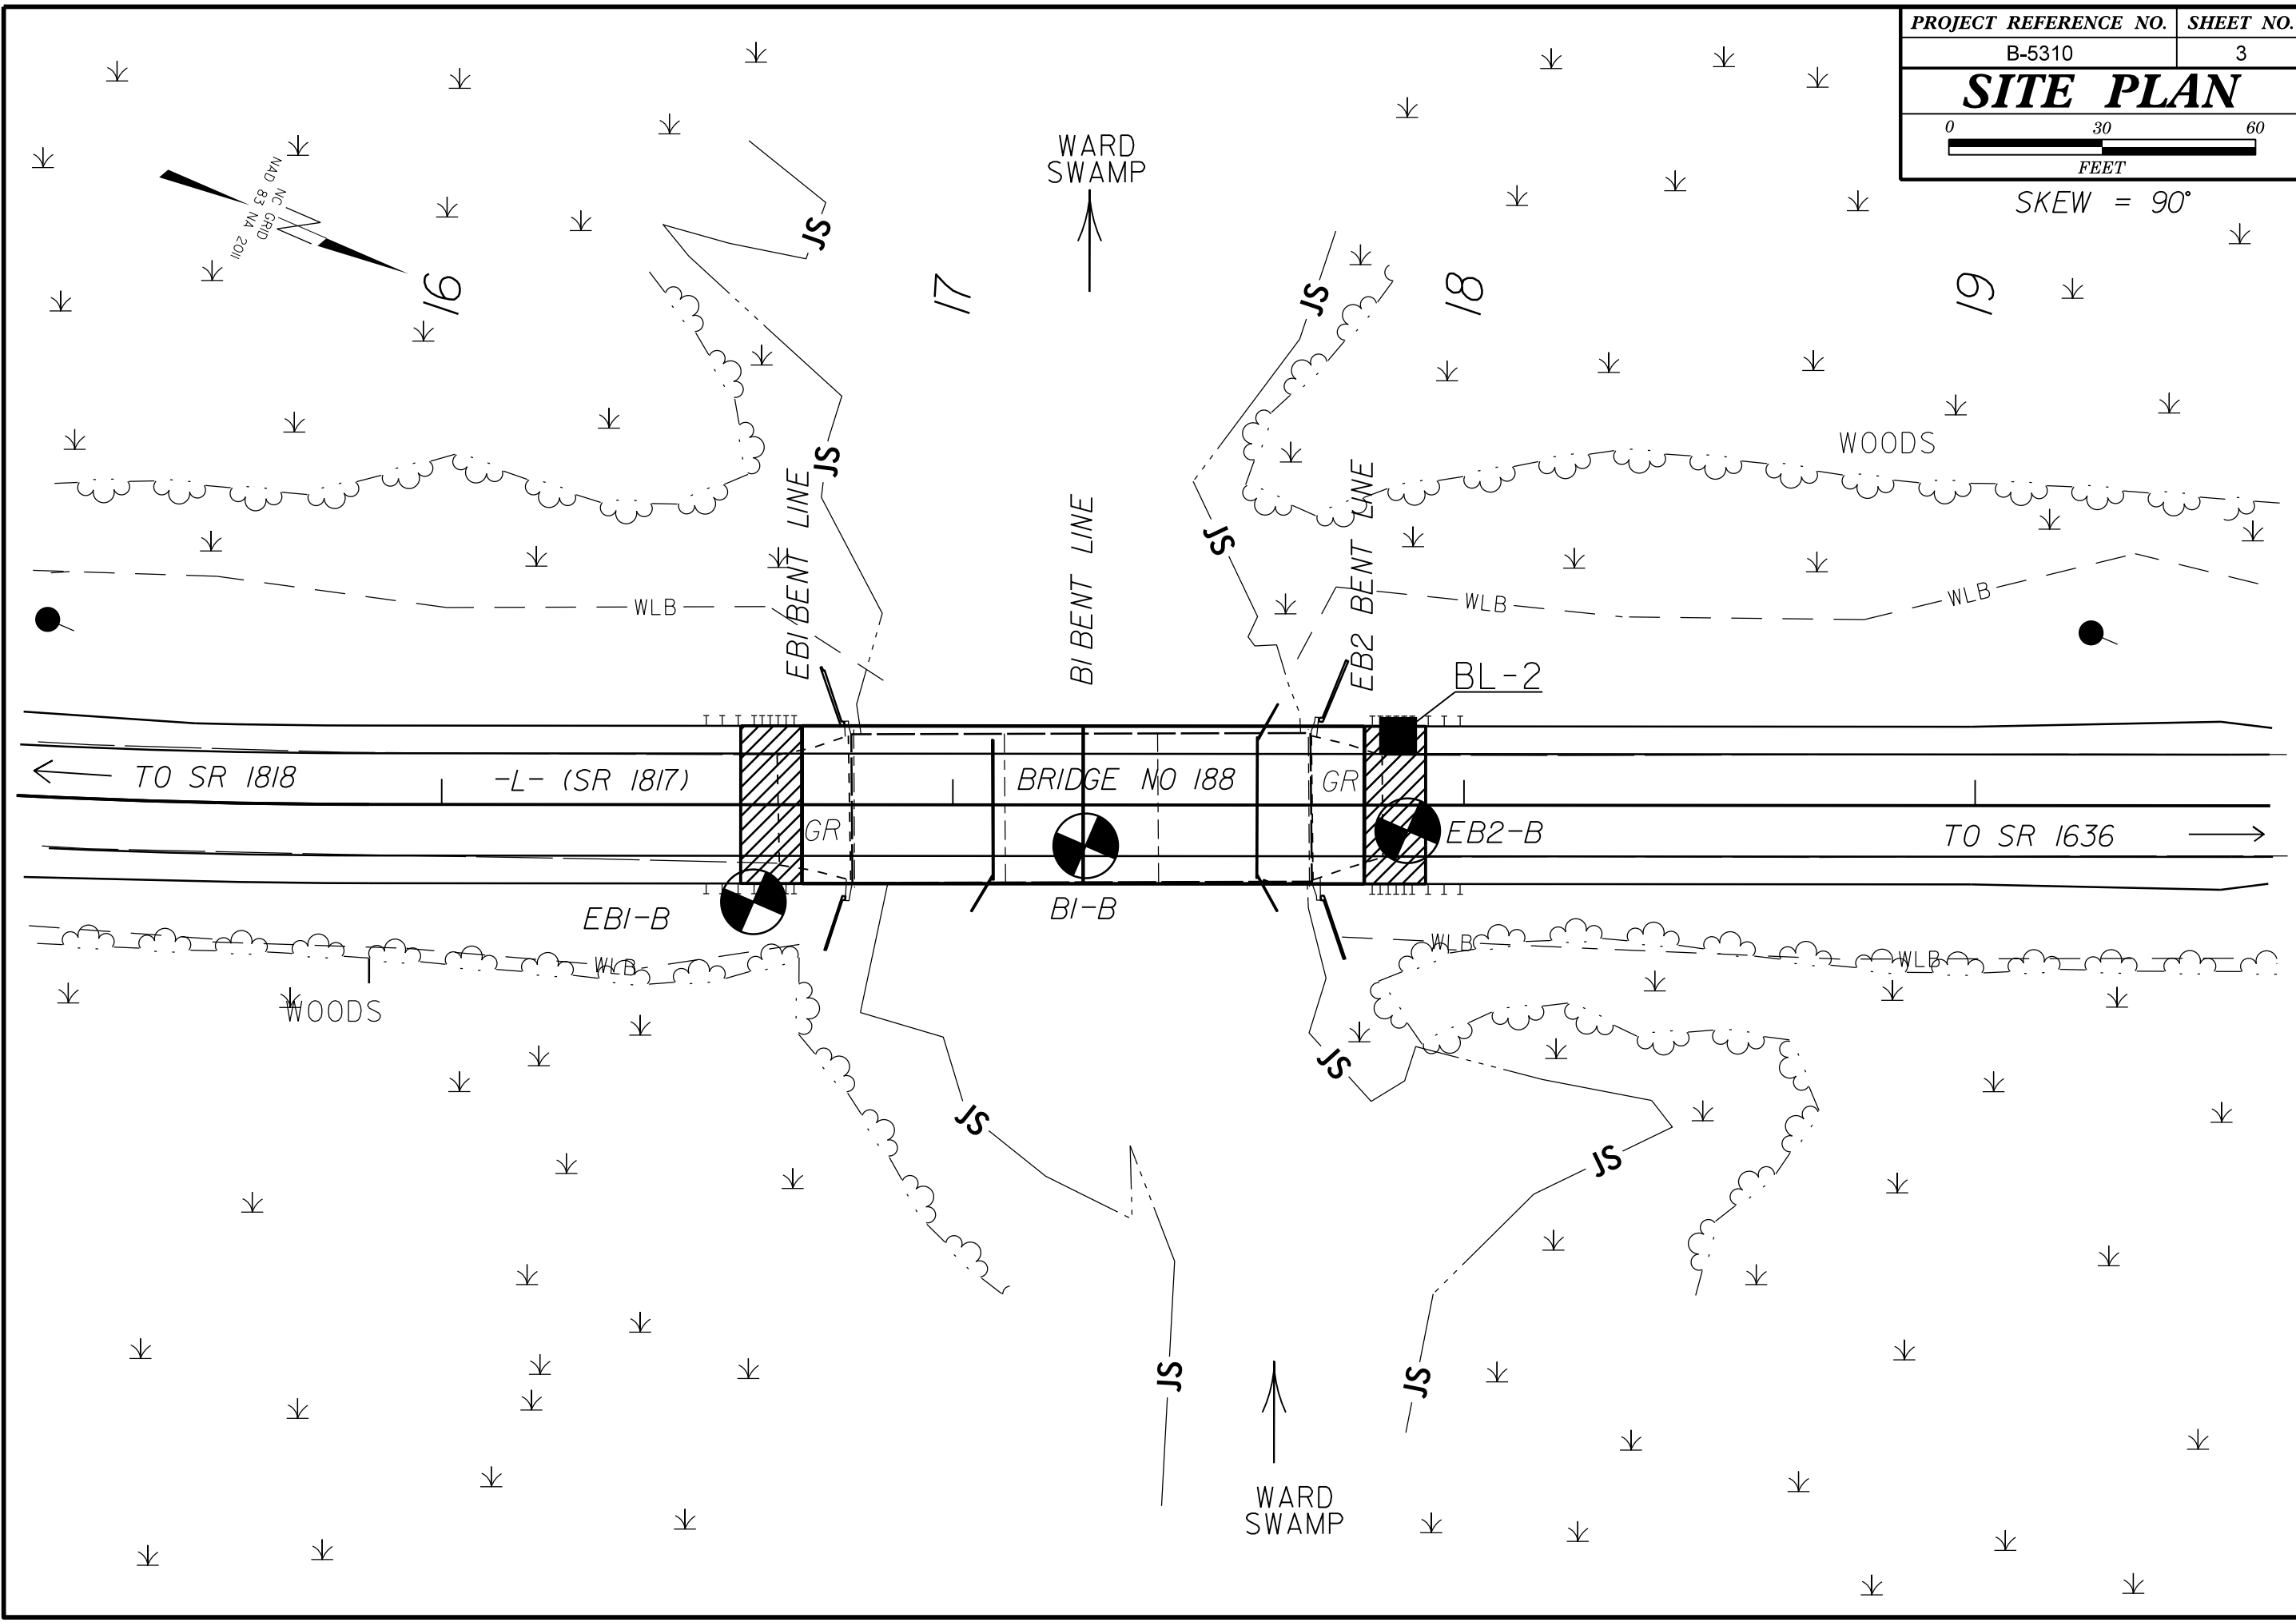 PROJECT REFERENCE NO. SHEET NO.
B-5310 3
SITE PLAN
0 30 60
FEET
SKEW = 90°
WARD
SWAMP
NC GRID
NAD 83 NA 2011
16
17
18
19
JS
JS
JS
JS
WOODS
EB1 BENT LINE
B1 BENT LINE
EB2 BENT LINE
WLB
WLB
WLB
BL-2
TO SR 1818
-L- (SR 1817)
BRIDGE NO 188
GR
GR
EB2-B
TO SR 1636
EB1-B
B1-B
WLB
WLB
WLB
WOODS
JS
JS
JS
JS
JS
WARD
SWAMP